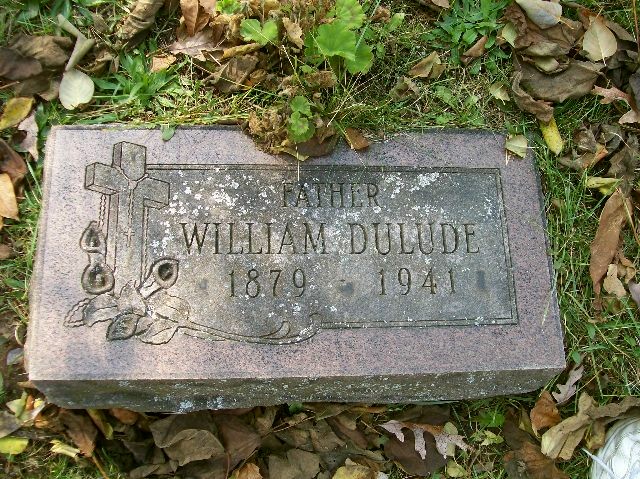 FATHER
WILLIAM DULUDE
1879 - 1941